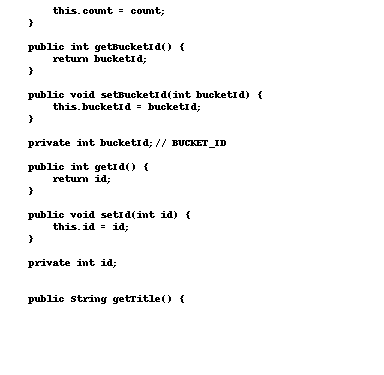 this.count = count;
}
public int getBucketId() {
return bucketId;
}
public void setBucketId(int bucketId) {
this.bucketId = bucketId;
}
private int bucketId;// BUCKET_ID
public int getId() {
return id;
}
public void setId(int id) {
this.id = id;
}
private int id;
public String getTitle() {